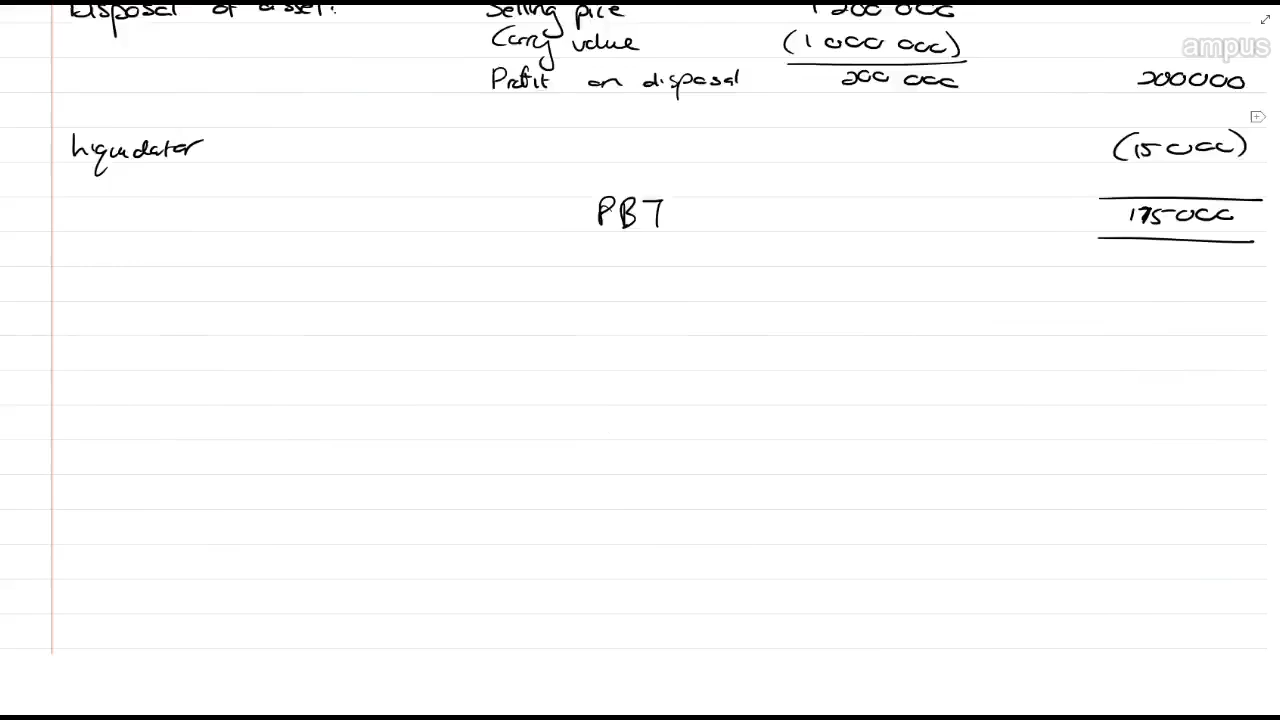 Disposal of asset: Selling price 1 200 000
Carry value (1 000 000)
Profit on disposal 200 000 200000
ampus
Liquidator (15 000)
PBT 175 000